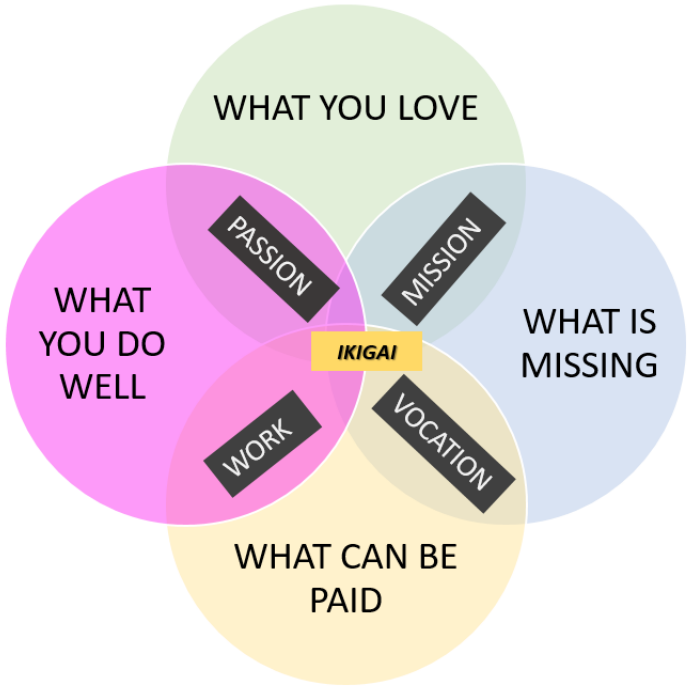 WHAT YOU LOVE
PASSION
MISSION
WHAT
YOU DO
WELL
WHAT IS
MISSING
IKIGAI
WORK
VOCATION
WHAT CAN BE
PAID